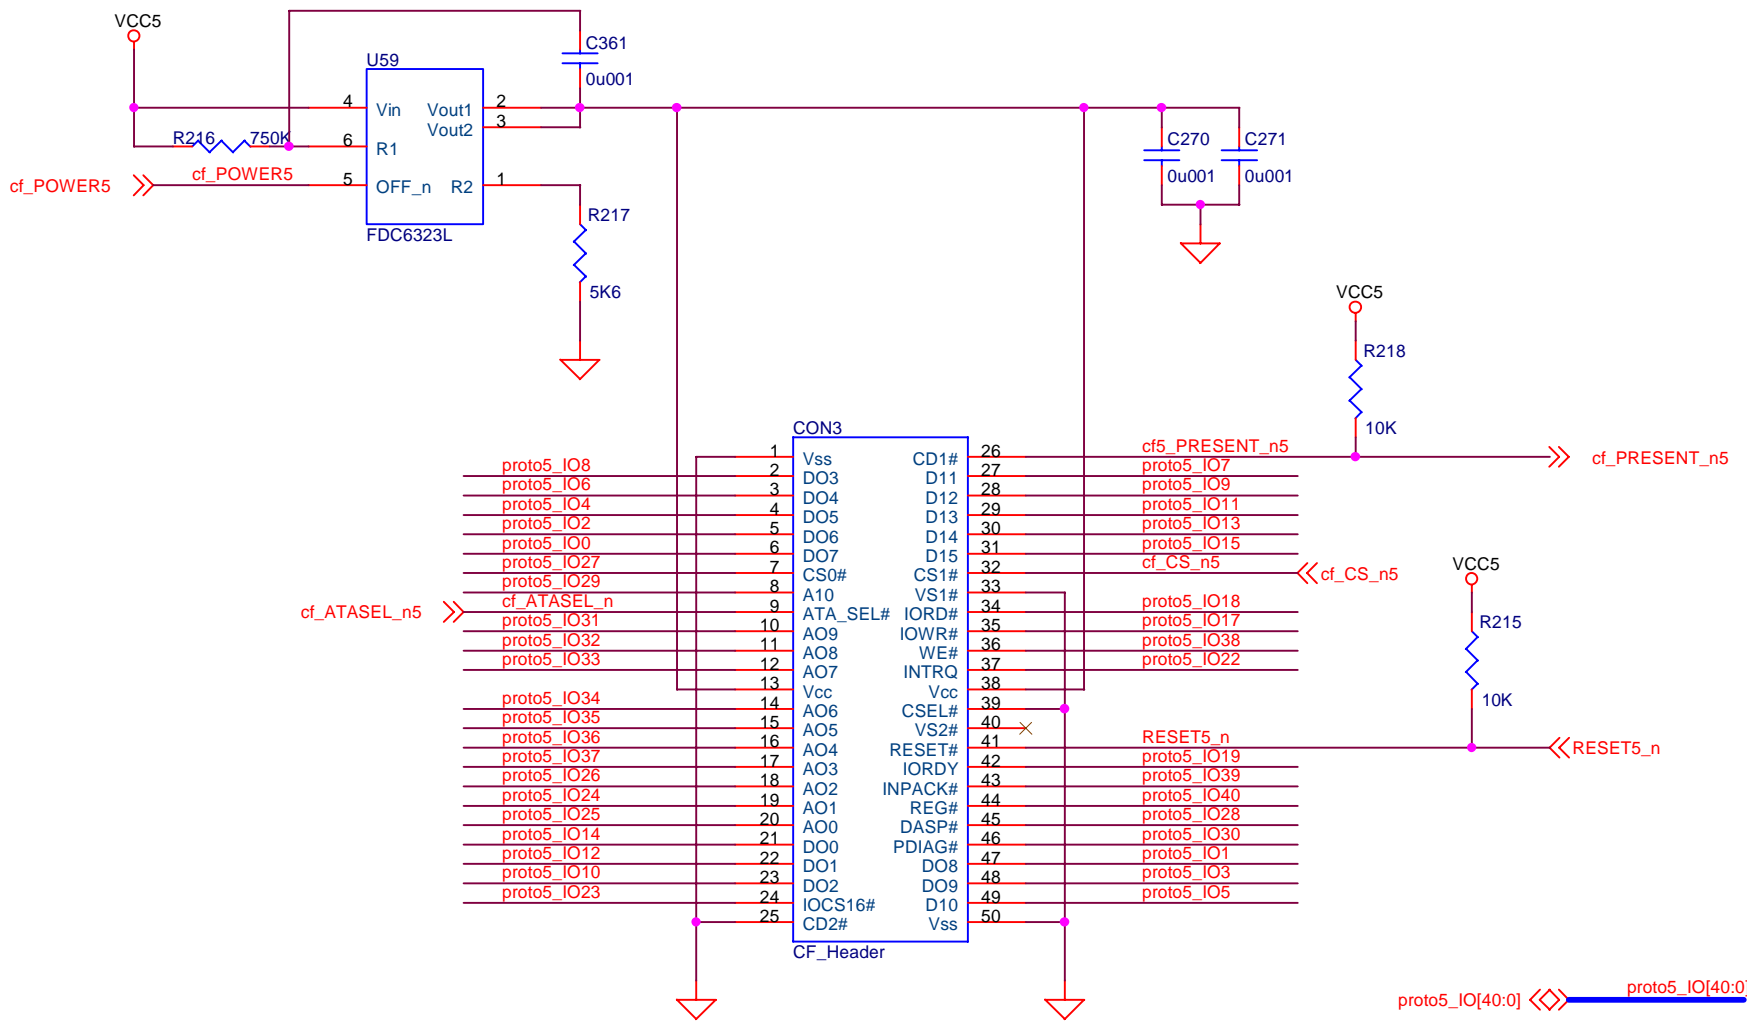 VCC5
C361
0u001
U59
4 Vin Vout1 2
Vout2 3
R216 750K 6 R1
cf_POWER5 cf_POWER5 5 OFF_n R2 1
FDC6323L
R217
5K6
C270 C271
0u001 0u001
VCC5
R218
10K
CON3
1 Vss CD1# 26 cf5_PRESENT_n5 cf_PRESENT_n5
proto5_IO8 2 DO3 D11 27 proto5_IO7
proto5_IO6 3 DO4 D12 28 proto5_IO9
proto5_IO4 4 DO5 D13 29 proto5_IO11
proto5_IO2 5 DO6 D14 30 proto5_IO13
proto5_IO0 6 DO7 D15 31 proto5_IO15
proto5_IO27 7 CS0# CS1# 32 cf_CS_n5 cf_CS_n5
proto5_IO29 8 A10 VS1# 33
cf_ATASEL_n5 cf_ATASEL_n 9 ATA_SEL# IORD# 34 proto5_IO18
proto5_IO31 10 AO9 IOWR# 35 proto5_IO17
proto5_IO32 11 AO8 WE# 36 proto5_IO38
proto5_IO33 12 AO7 INTRQ 37 proto5_IO22
13 Vcc Vcc 38
proto5_IO34 14 AO6 CSEL# 39
proto5_IO35 15 AO5 VS2# 40
proto5_IO36 16 AO4 RESET# 41 RESET5_n RESET5_n
proto5_IO37 17 AO3 IORDY 42 proto5_IO19
proto5_IO26 18 AO2 INPACK# 43 proto5_IO39
proto5_IO24 19 AO1 REG# 44 proto5_IO40
proto5_IO25 20 AO0 DASP# 45 proto5_IO28
proto5_IO14 21 DO0 PDIAG# 46 proto5_IO30
proto5_IO12 22 DO1 DO8 47 proto5_IO1
proto5_IO10 23 DO2 DO9 48 proto5_IO3
proto5_IO23 24 IOCS16# D10 49 proto5_IO5
25 CD2# Vss 50
CF_Header
VCC5
R215
10K
proto5_IO[40:0] proto5_IO[40:0]